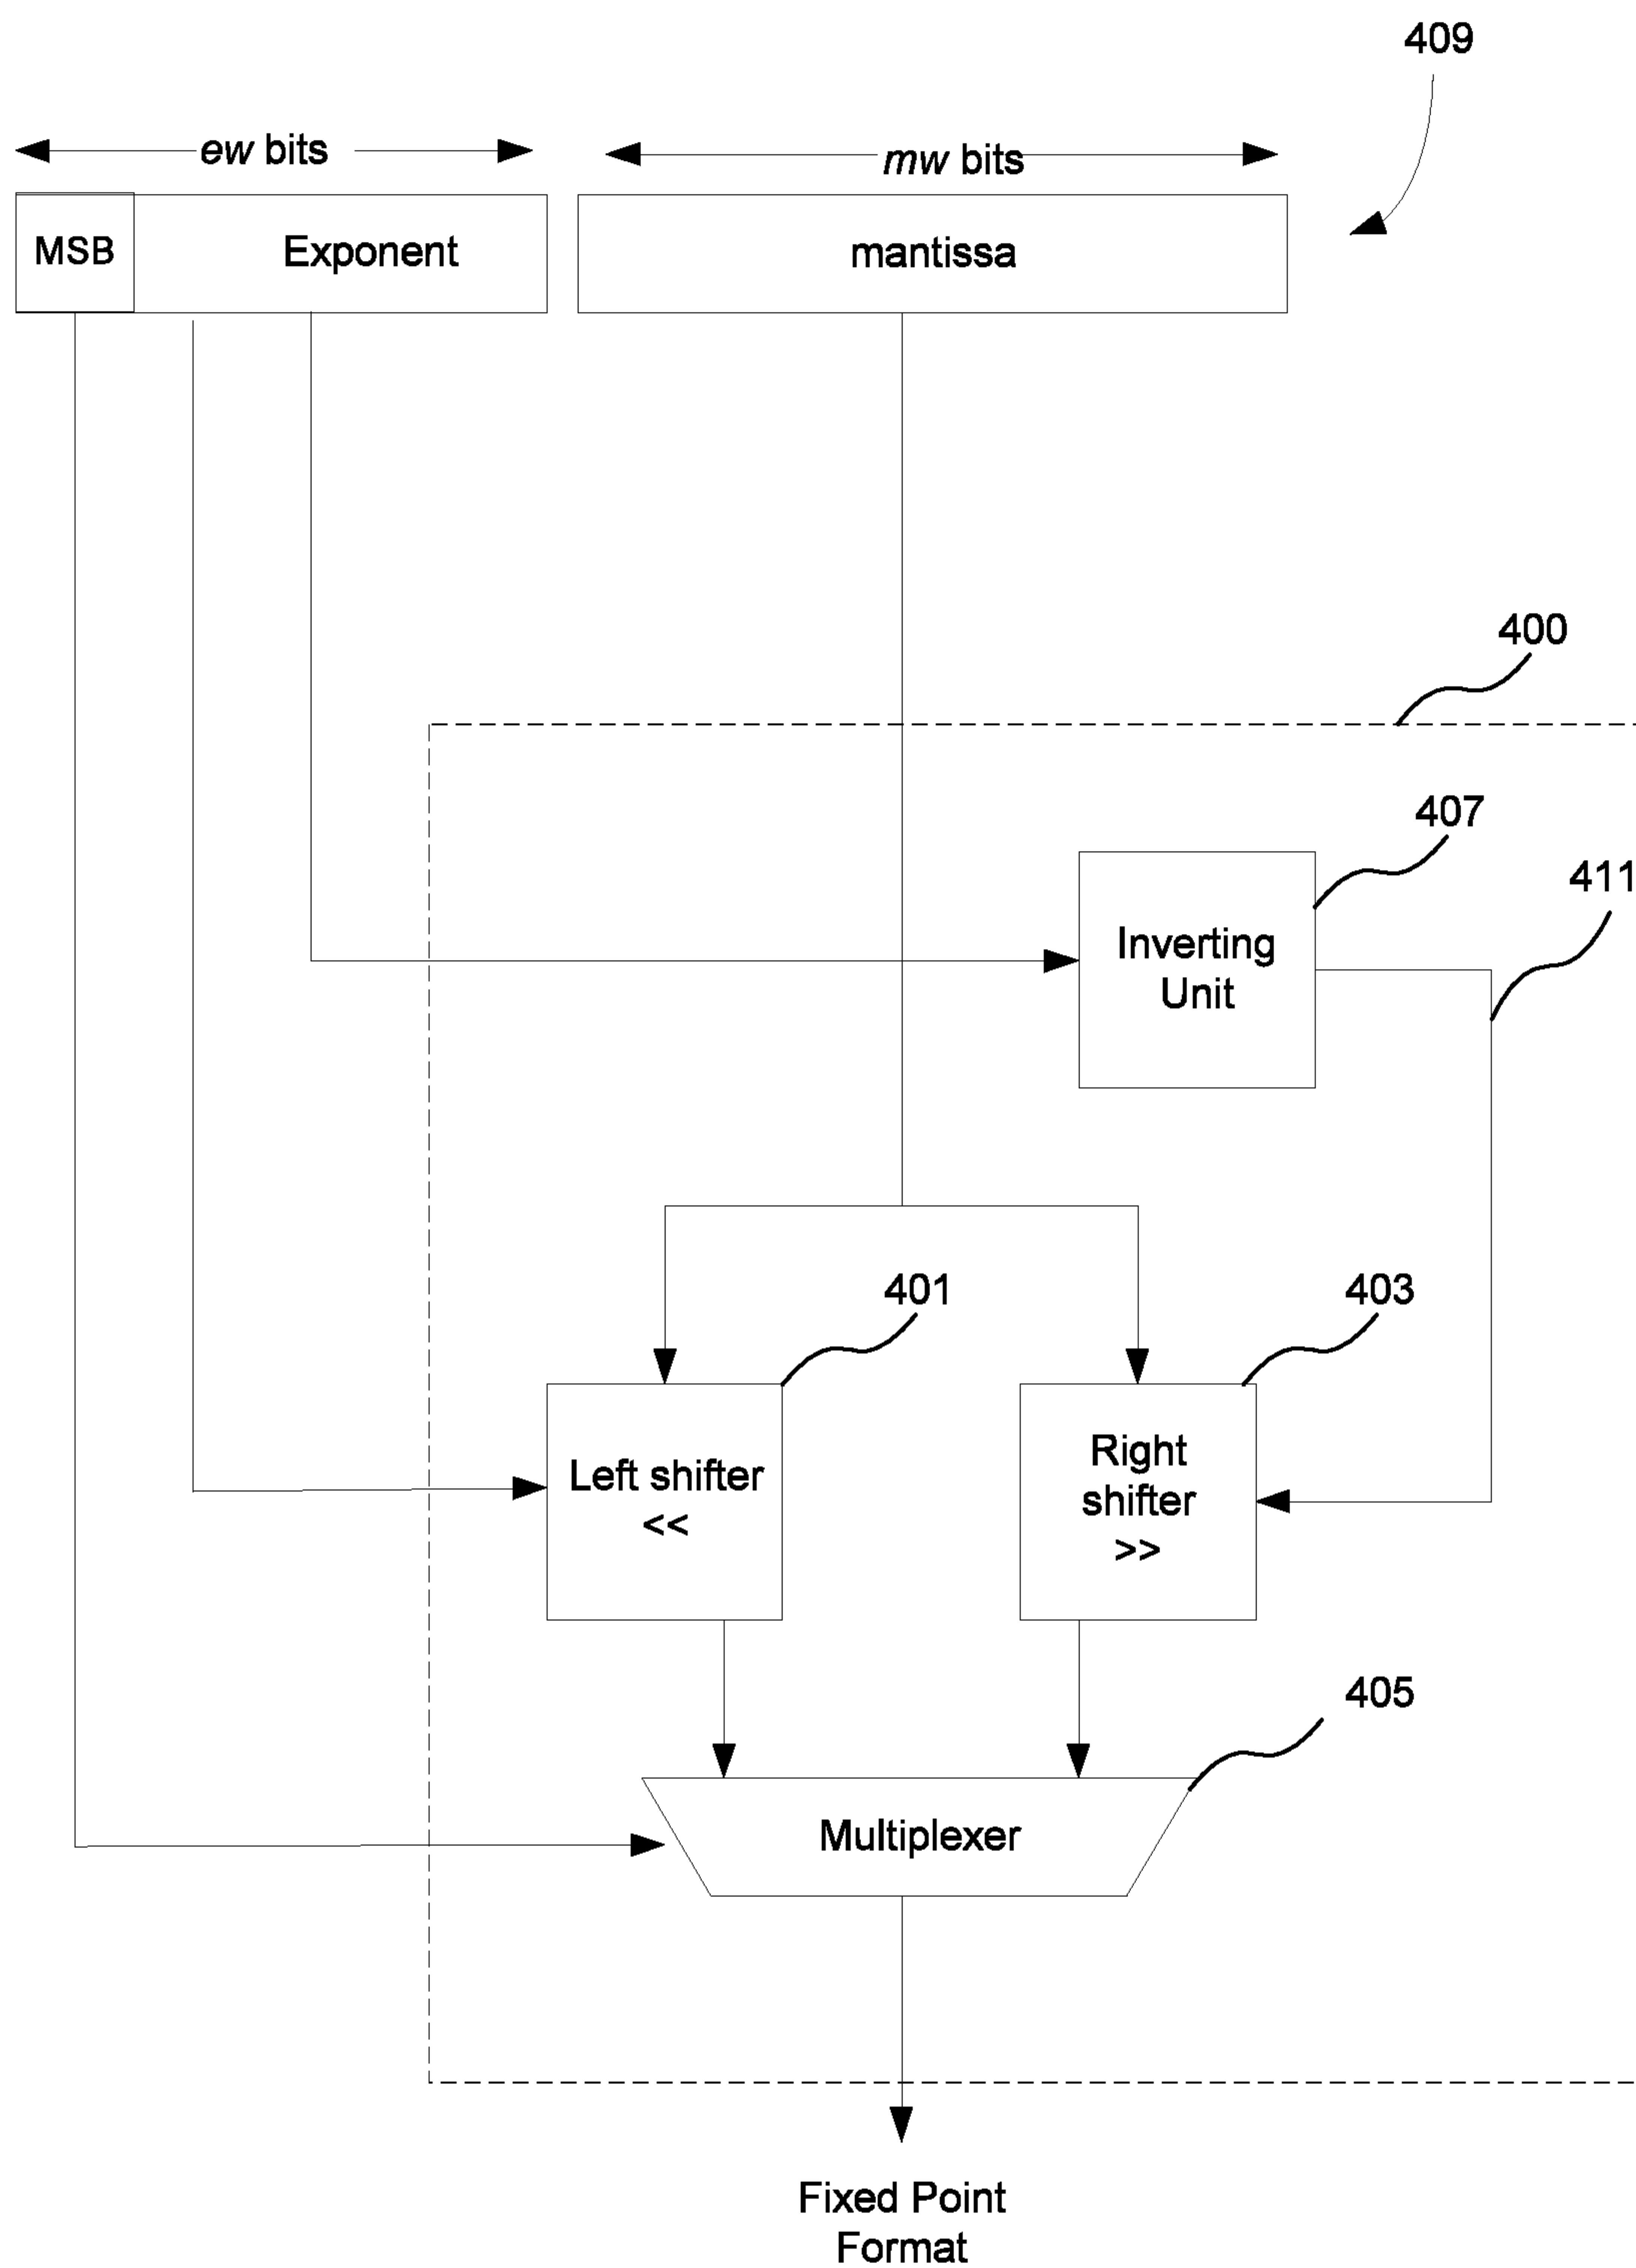 409
ew bits
mw bits
MSB
Exponent
mantissa
400
407
411
Inverting
Unit
401
403
Left shifter
<<
Right
shifter
>>
405
Multiplexer
Fixed Point
Format